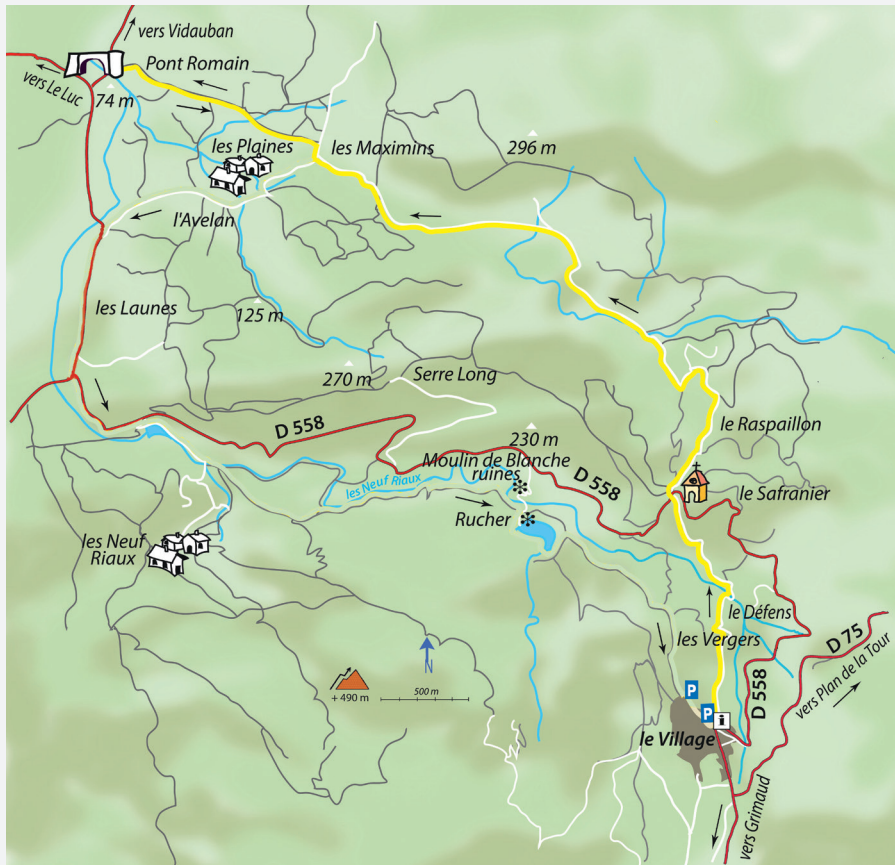 vers Vidauban
Pont Romain
vers Le Luc
74 m
les Plaines
les Maximins
296 m
l'Avelan
les Launes
125 m
270 m
Serre Long
D 558
230 m
le Raspaillon
Moulin de Blanche
ruines
les Neuf Riaux
D 558
le Safranier
Rucher
les Neuf
Riaux
le Défens
les Vergers
D 75
N
+ 490 m
500 m
P
P
i
D 558
vers Plan de la Tour
le Village
vers Grimaud